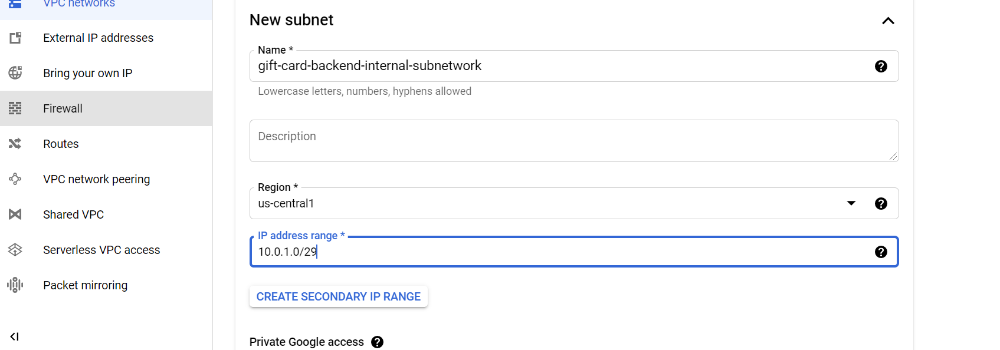 VPC networks
External IP addresses
Bring your own IP
Firewall
Routes
VPC network peering
Shared VPC
Serverless VPC access
Packet mirroring
New subnet
Name *
gift-card-backend-internal-subnetwork
Lowercase letters, numbers, hyphens allowed
Description
Region *
us-central1
IP address range *
10.0.1.0/29
CREATE SECONDARY IP RANGE
Private Google access